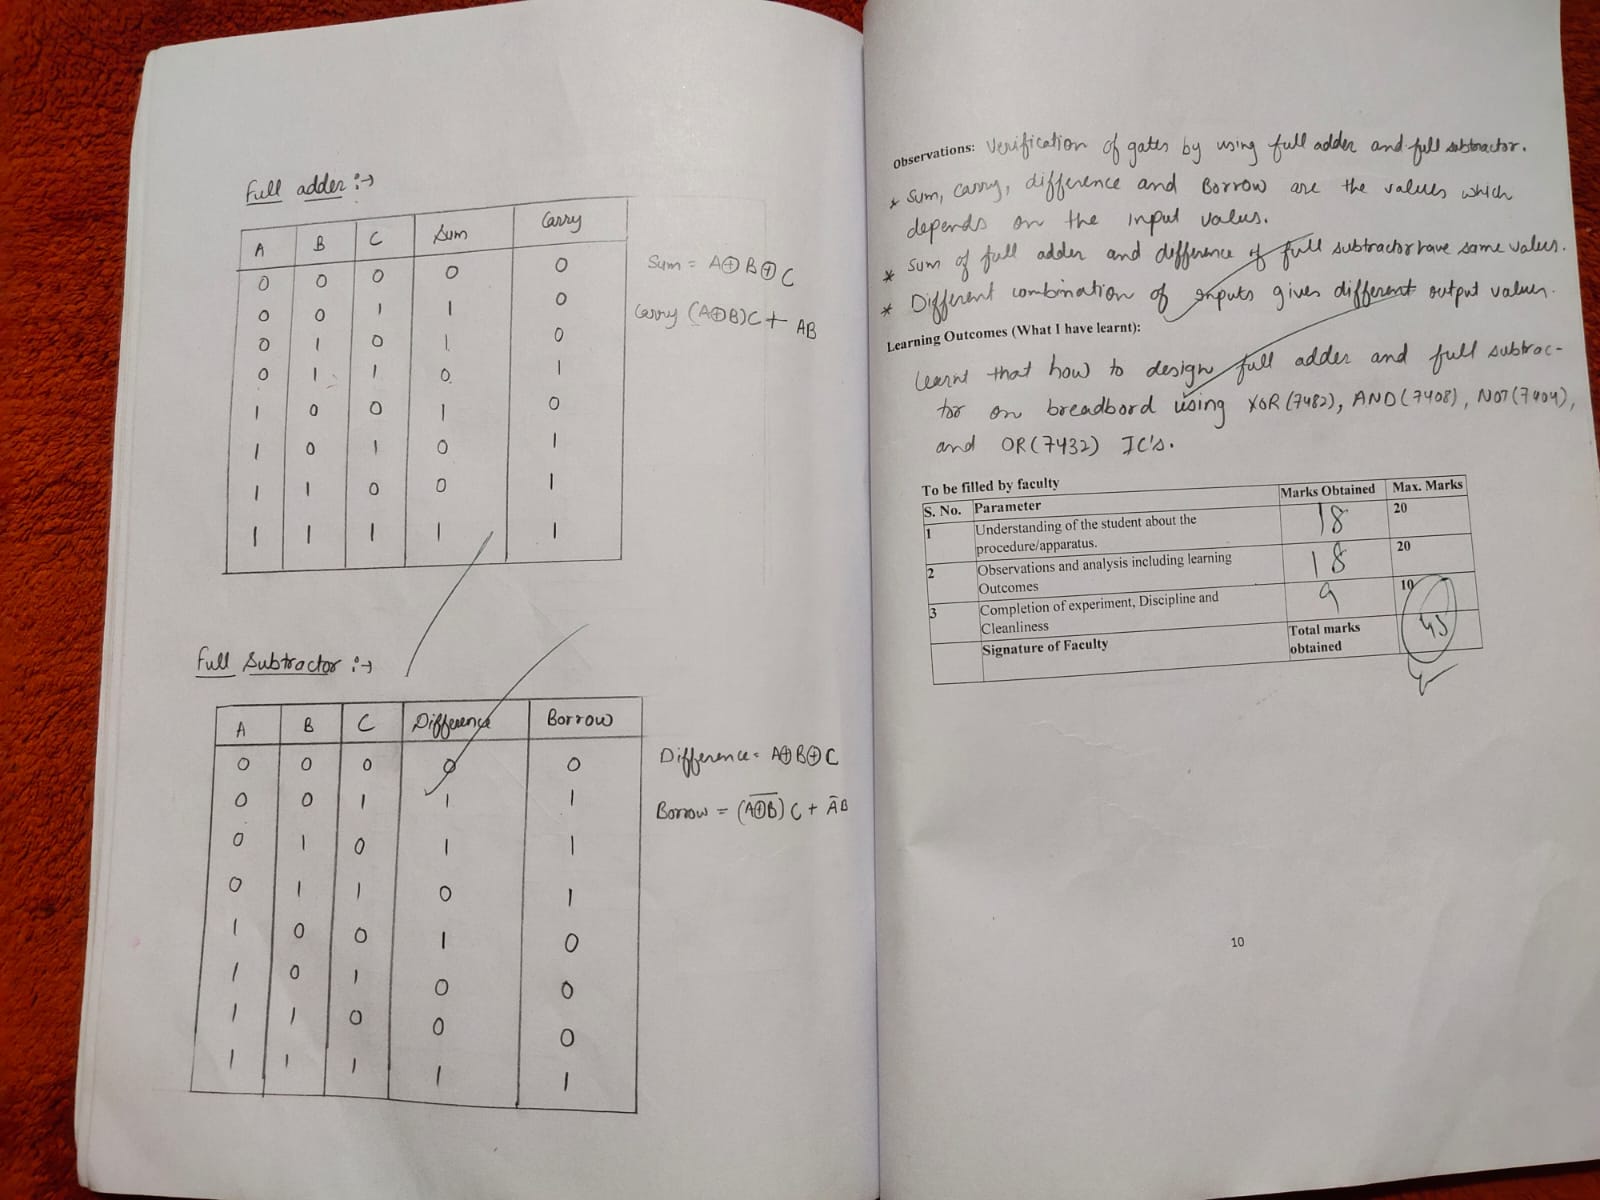 Full adder :→
A B C Sum Carry
0 0 0 0 0
0 0 1 1 0
0 1 0 1 0
0 1 1 0 1
1 0 0 1 0
1 0 1 0 1
1 1 0 0 1
1 1 1 1 1
Sum = A⊕B⊕C
Carry (A⊕B)C + AB
Full Subtractor :→
A B C Difference Borrow
0 0 0 0 0
0 0 1 1 1
0 1 0 1 1
0 1 1 0 1
1 0 0 1 0
1 0 1 0 0
1 1 0 0 0
1 1 1 1 1
Difference = A⊕B⊕C
Borrow = (A̅⊕̅B̅) C + A̅B
Observations: Verification of gates by using full adder and full subtractor.
* Sum, Carry, difference and Borrow are the values which
depends on the input values.
* Sum of full adder and difference of full subtractor have same values.
* Different combination of inputs gives different output values.
Learning Outcomes (What I have learnt):
learnt that how to design full adder and full subtrac-
tor on breadbord using XOR (7482), AND (7408), NOT (7404),
and OR (7432) IC's.
To be filled by faculty
S. No. Parameter Marks Obtained Max. Marks
1 Understanding of the student about the procedure/apparatus. 18 20
2 Observations and analysis including learning Outcomes 18 20
3 Completion of experiment, Discipline and Cleanliness 9 10
Signature of Faculty Total marks obtained 45
10